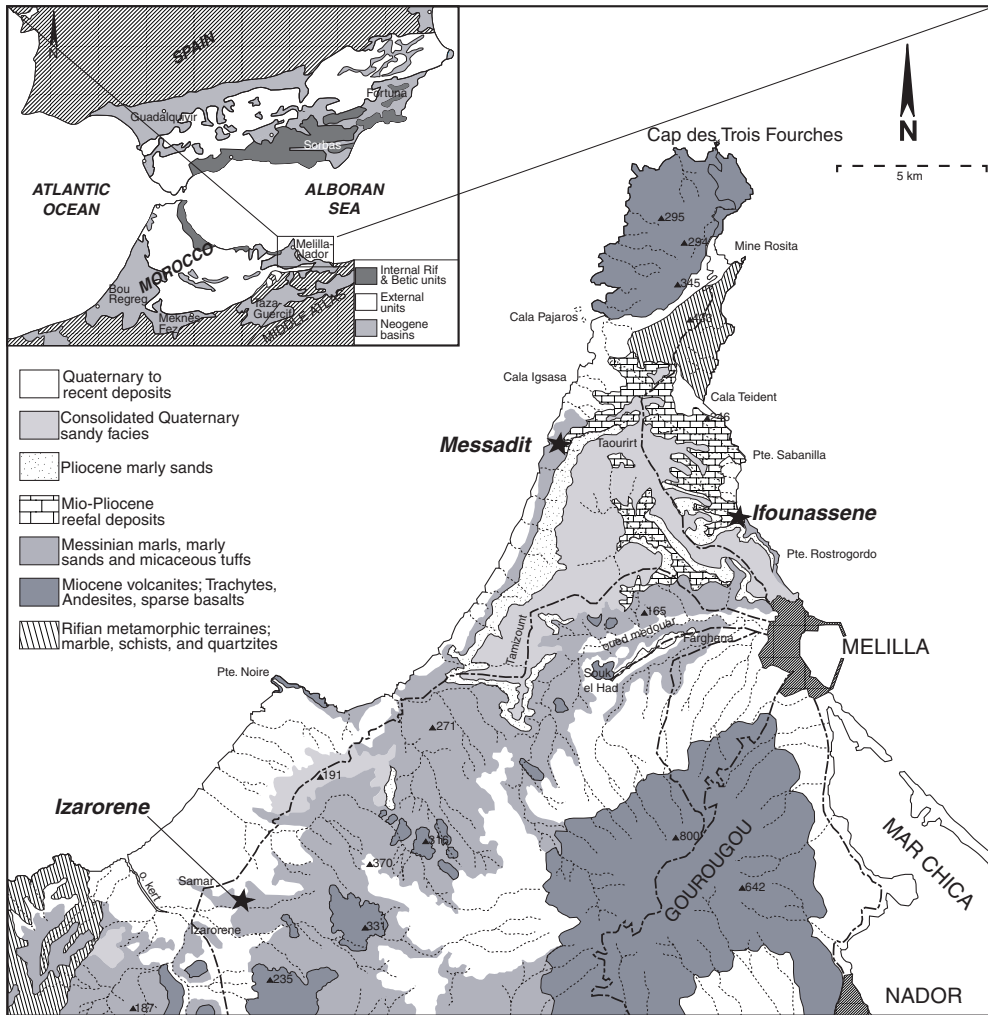 N
SPAIN
Fortuna
Guadalquivir
Sorbas
ATLANTIC
OCEAN
ALBORAN
SEA
Melilla-
Nador
MOROCCO
Bou
Regreg
Meknes
Fez
Taza-
Guercif
MIDDLE ATLAS
Internal Rif
& Betic units
External
units
Neogene
basins
N
5 km
Quaternary to
recent deposits
Consolidated Quaternary
sandy facies
Pliocene marly sands
Mio-Pliocene
reefal deposits
Messinian marls, marly
sands and micaceous tuffs
Miocene volcanites; Trachytes,
Andesites, sparse basalts
Rifian metamorphic terraines;
marble, schists, and quartzites
Cap des Trois Fourches
295
294
Mine Rosita
345
Cala Pajaros
433
Cala Igsasa
Cala Teident
246
Messadit
Taourirt
Pte. Sabanilla
Ifounassene
Pte. Rostrogordo
165
oued medouar
Farghana
MELILLA
Tamizount
Souk
el Had
Pte. Noire
271
191
Izarorene
316
370
800
GOUROUGOU
MAR CHICA
Samar
o. kert
642
Izarorene
331
235
187
NADOR